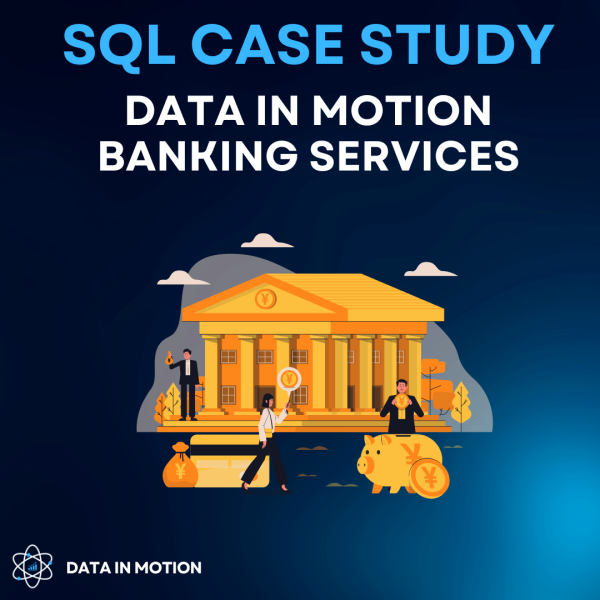 SQL CASE STUDY
DATA IN MOTION
BANKING SERVICES
¥
¥
¥
¥
¥
DATA IN MOTION